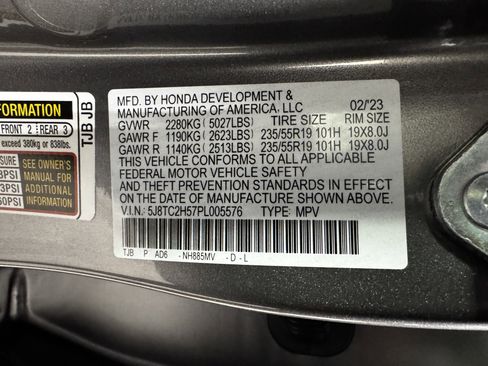 FORMATION
FRONT 2 REAR 3
exceed 380kg or 838lbs.
SURE
3PSI
3PSI
60PSI
SEE OWNER'S
MANUAL FOR
ADDITIONAL
INFORMATION
TJB JB
MFD. BY HONDA DEVELOPMENT &
MANUFACTURING OF AMERICA, LLC 02/'23
GVWR 2280KG(5027LBS) TIRE SIZE RIM SIZE
GAWR F 1190KG(2623LBS) 235/55R19 101H 19X8.0J
GAWR R 1140KG(2513LBS) 235/55R19 101H 19X8.0J
THIS VEHICLE CONFORMS TO ALL APPLICABLE
FEDERAL MOTOR VEHICLE SAFETY
AND THEFT PREVENTION STANDARDS IN EFFECT
ON THE DATE OF MANUFACTURE SHOWN ABOVE.
V.I.N.: 5J8TC2H57PL005576 TYPE: MPV
TJB P AD6 -NH885MV -D-L